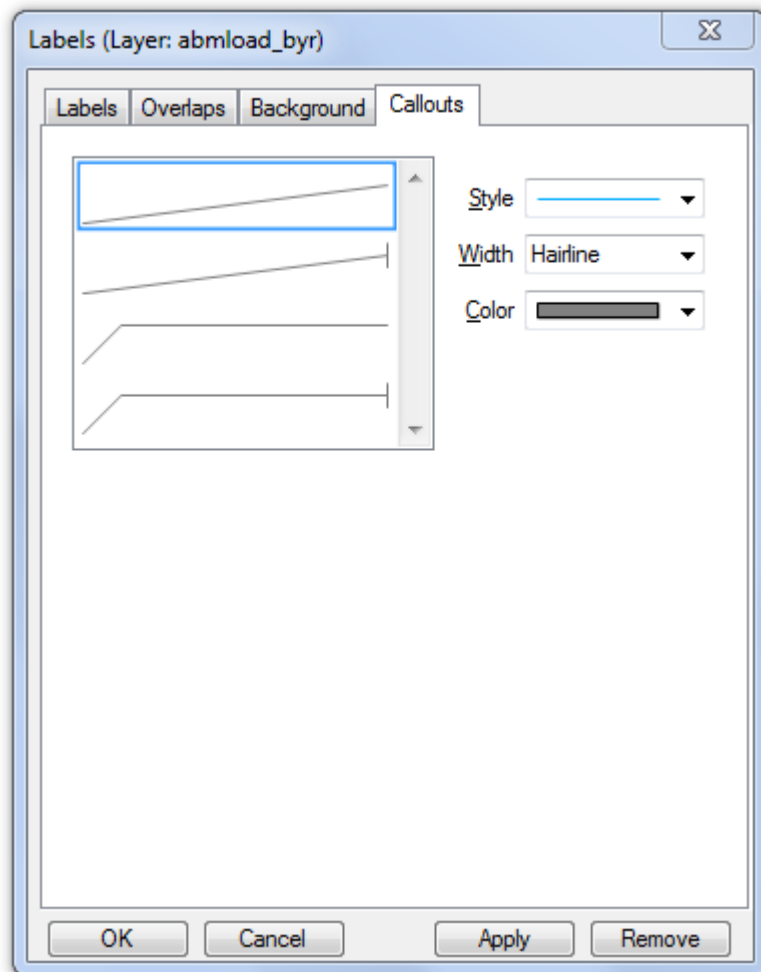 Labels (Layer: abmload_byr)
Labels Overlaps Background Callouts
Style
Width Hairline
Color
OK Cancel Apply Remove